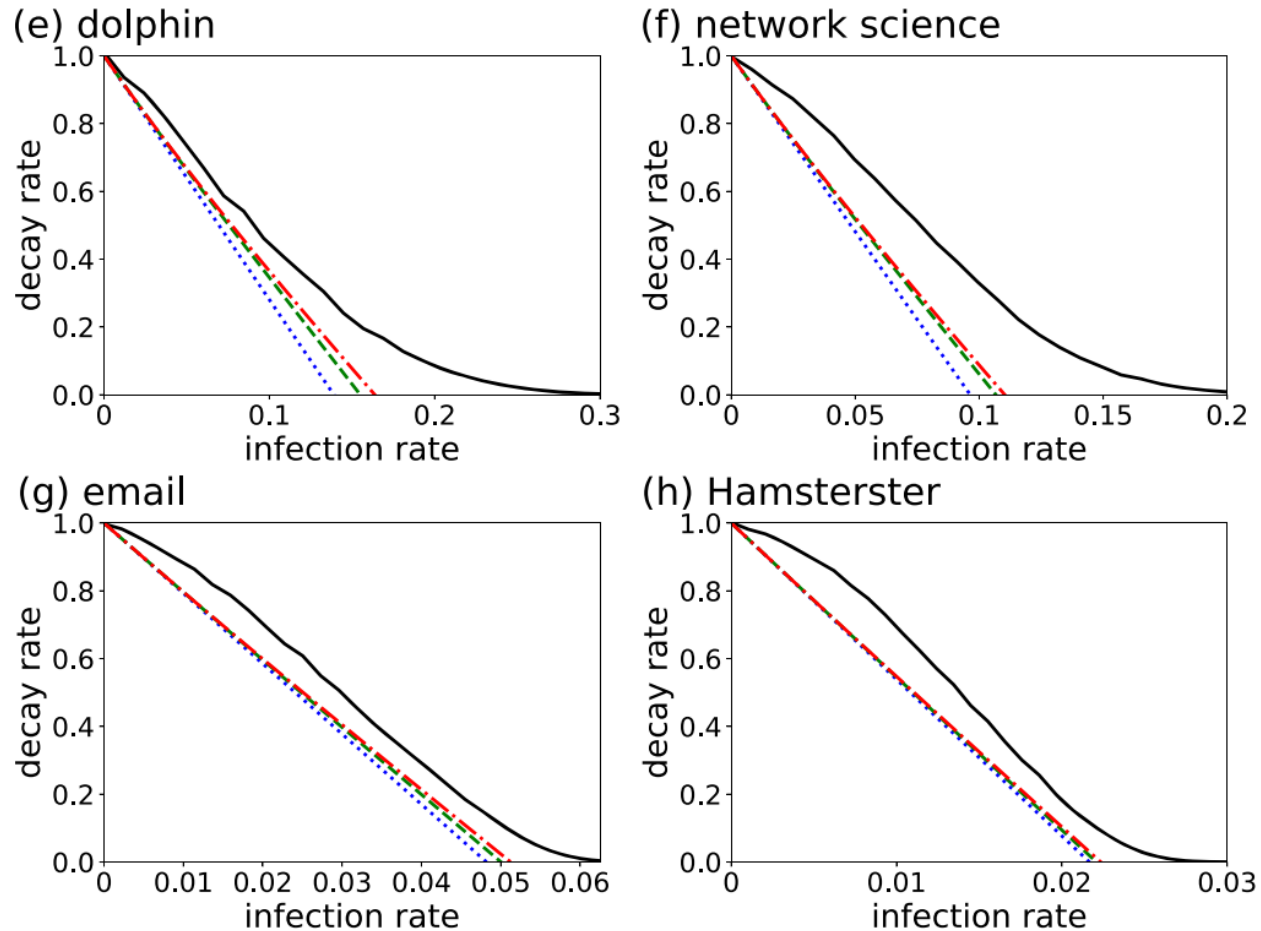 (e) dolphin
1.0
0.8
0.6
0.4
0.2
0.0
decay rate
0 0.1 0.2 0.3
infection rate
(f) network science
1.0
0.8
0.6
0.4
0.2
0.0
decay rate
0 0.05 0.1 0.15 0.2
infection rate
(g) email
1.0
0.8
0.6
0.4
0.2
0.0
decay rate
0 0.01 0.02 0.03 0.04 0.05 0.06
infection rate
(h) Hamsterster
1.0
0.8
0.6
0.4
0.2
0.0
decay rate
0 0.01 0.02 0.03
infection rate